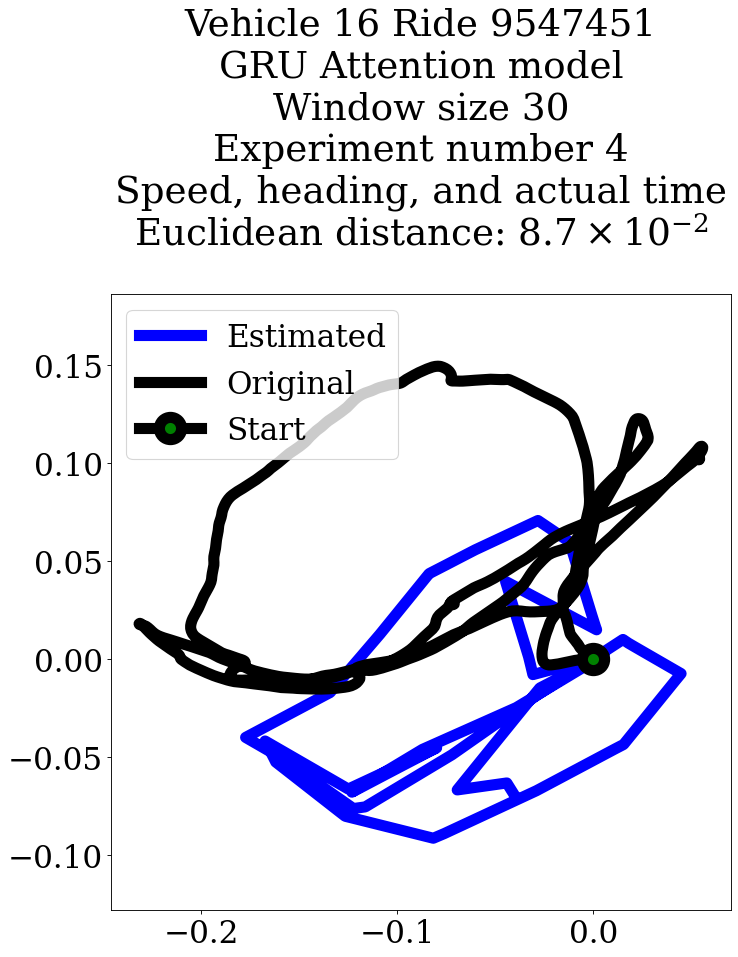 Vehicle 16 Ride 9547451
GRU Attention model
Window size 30
Experiment number 4
Speed, heading, and actual time
Euclidean distance: 8.7 × 10⁻²
Estimated
Original
Start
0.15
0.10
0.05
0.00
−0.05
−0.10
−0.2
−0.1
0.0